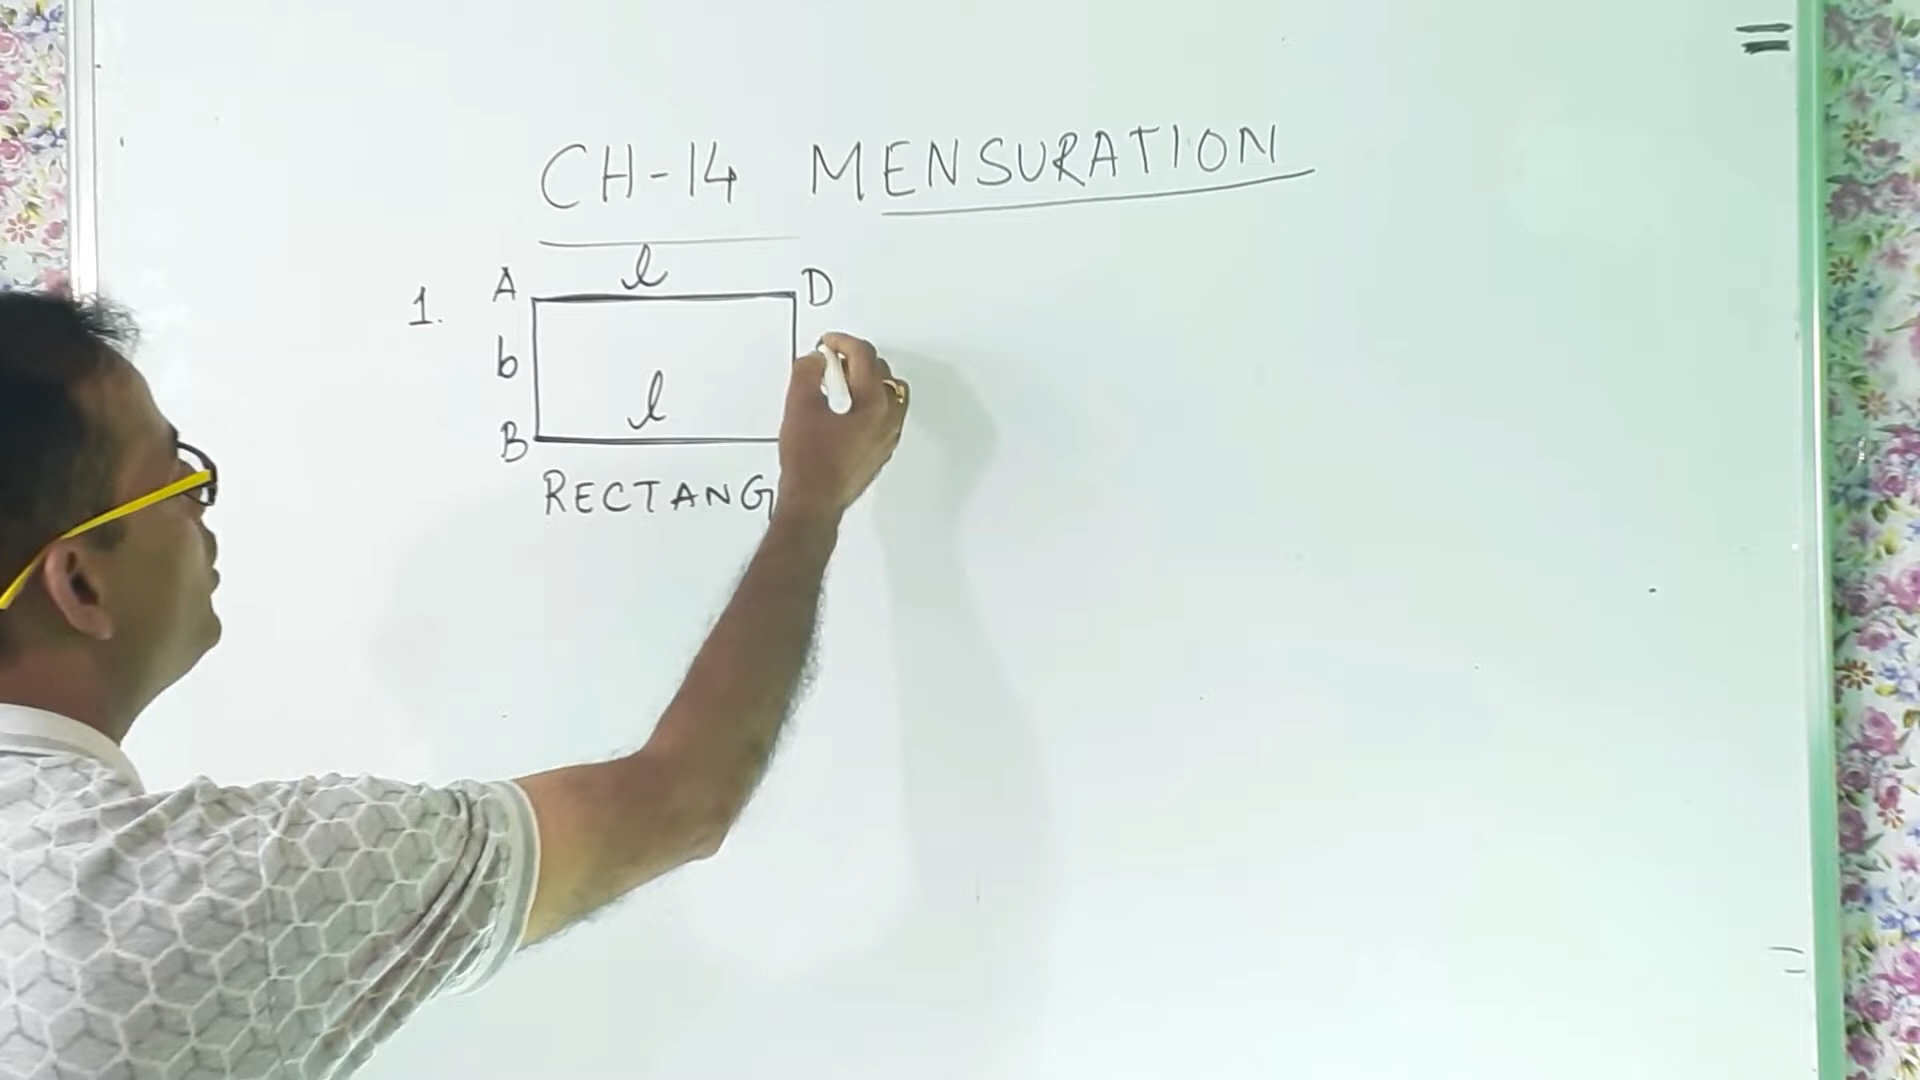 CH-14 MENSURATION
l
1. A D
b
l
B
RECTANG